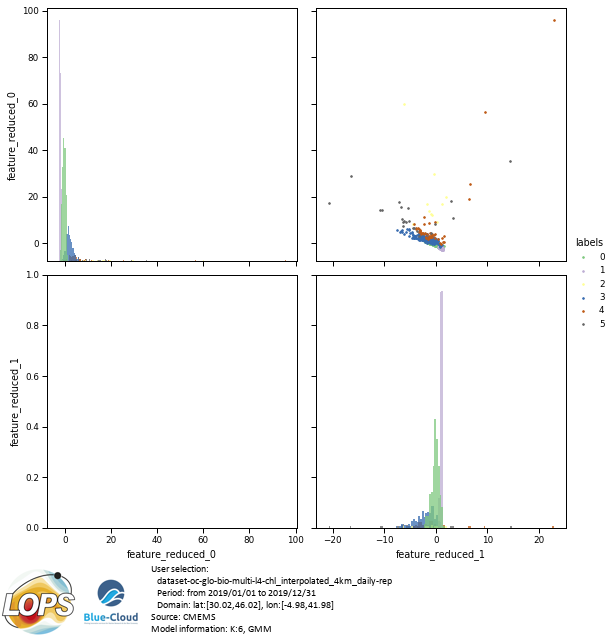 100
80
60
40
20
0
feature_reduced_0
labels
0
1
2
3
4
5
1.0
0.8
0.6
0.4
0.2
0.0
feature_reduced_1
0 20 40 60 80 100
feature_reduced_0
−20 −10 0 10 20
feature_reduced_1
User selection:
dataset-oc-glo-bio-multi-l4-chl_interpolated_4km_daily-rep
Period: from 2019/01/01 to 2019/12/31
Domain: lat:[30.02,46.02], lon:[-4.98,41.98]
Source: CMEMS
Model information: K:6, GMM
LOPS
Blue-Cloud